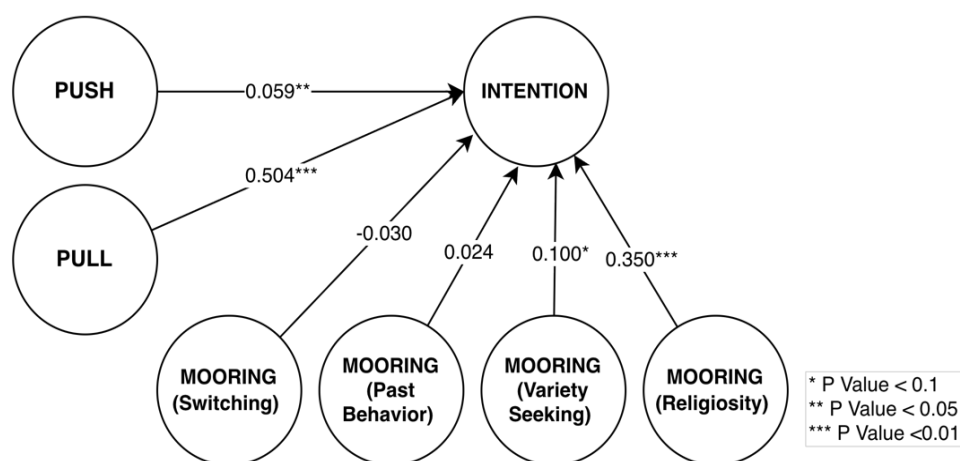 PUSH
0.059**
INTENTION
0.504***
PULL
-0.030
0.024
0.100*
0.350***
MOORING
(Switching)
MOORING
(Past
Behavior)
MOORING
(Variety
Seeking)
MOORING
(Religiosity)
* P Value < 0.1
** P Value < 0.05
*** P Value <0.01